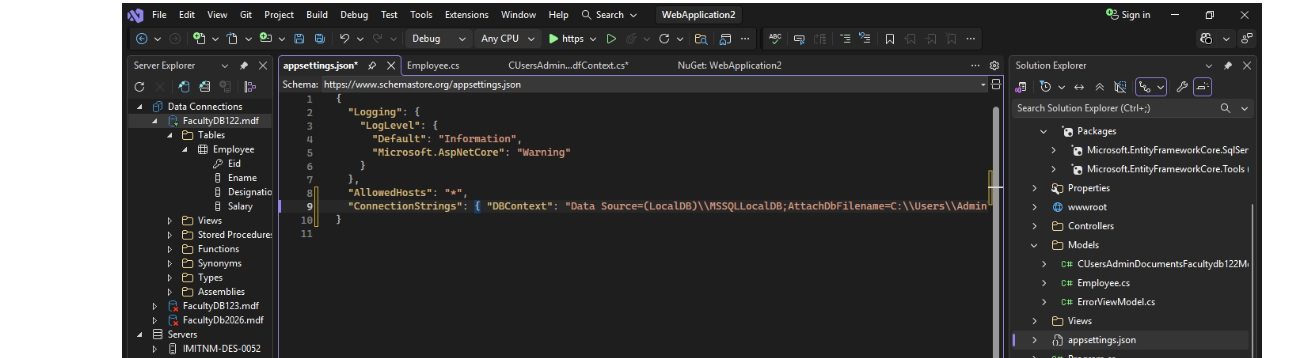 File Edit View Git Project Build Debug Test Tools Extensions Window Help Search WebApplication2 Sign in
Debug Any CPU https
Server Explorer
Data Connections
FacultyDB122.mdf
Tables
Employee
Eid
Ename
Designatio
Salary
Views
Stored Procedure
Functions
Synonyms
Types
Assemblies
FacultyDB123.mdf
FacultyDb2026.mdf
Servers
IMITNM-DES-0052
appsettings.json* Employee.cs CUsersAdmin...dfContext.cs* NuGet: WebApplication2
Schema: https://www.schemastore.org/appsettings.json
1 {
2 "Logging": {
3 "LogLevel": {
4 "Default": "Information",
5 "Microsoft.AspNetCore": "Warning"
6 }
7 },
8 "AllowedHosts": "*",
9 "ConnectionStrings": { "DBContext": "Data Source=(LocalDB)\\MSSQLLocalDB;AttachDbFilename=C:\\Users\\Admin
10 }
11
Solution Explorer
Search Solution Explorer (Ctrl+;)
Packages
Microsoft.EntityFrameworkCore.SqlSer
Microsoft.EntityFrameworkCore.Tools (
Properties
wwwroot
Controllers
Models
C# CUsersAdminDocumentsFacultydb122M
C# Employee.cs
C# ErrorViewModel.cs
Views
appsettings.json
C# Program.cs